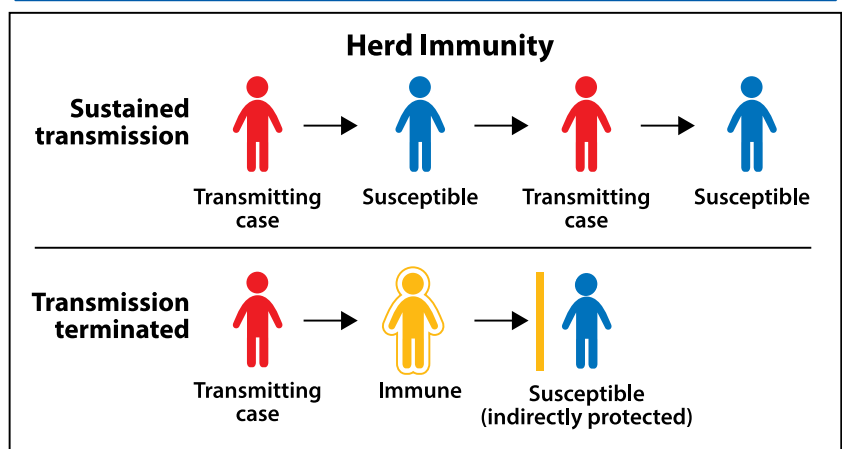 Herd Immunity
Sustained
transmission
Transmitting
case
Susceptible
Transmitting
case
Susceptible
Transmission
terminated
Transmitting
case
Immune
Susceptible
(indirectly protected)